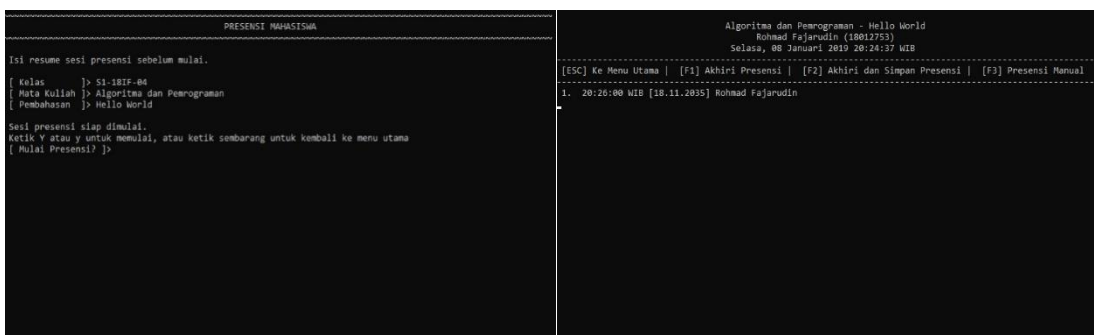 PRESENSI MAHASISWA
Isi resume sesi presensi sebelum mulai.
[ Kelas ]> S1-18IF-04
[ Mata Kuliah ]> Algoritma dan Pemrograman
[ Pembahasan ]> Hello World
Sesi presensi siap dimulai.
Ketik Y atau y untuk memulai, atau ketik sembarang untuk kembali ke menu utama
[ Mulai Presensi? ]>
Algoritma dan Pemrograman - Hello World
Rohmad Fajarudin (18012753)
Selasa, 08 Januari 2019 20:24:37 WIB
[ESC] Ke Menu Utama | [F1] Akhiri Presensi | [F2] Akhiri dan Simpan Presensi | [F3] Presensi Manual
1. 20:26:00 WIB [18.11.2035] Rohmad Fajarudin